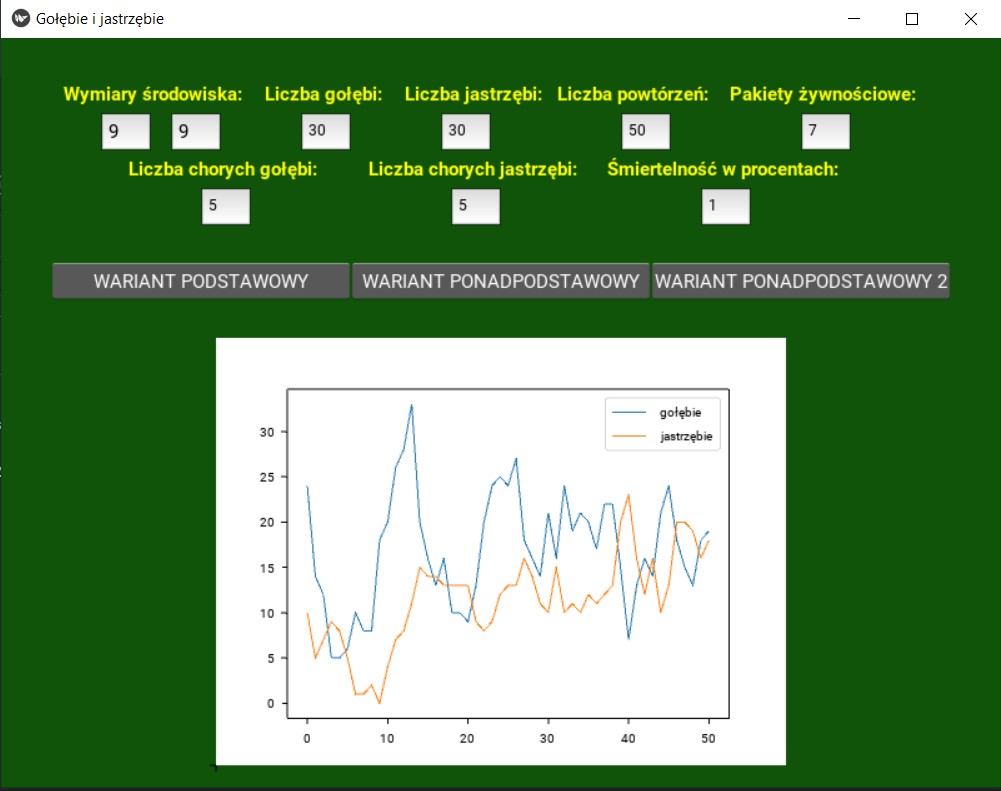 Gołębie i jastrzębie
Wymiary środowiska: Liczba gołębi: Liczba jastrzębi: Liczba powtórzeń: Pakiety żywnościowe:
9 9 30 30 50 7
Liczba chorych gołębi: Liczba chorych jastrzębi: Śmiertelność w procentach:
5 5 1
WARIANT PODSTAWOWY WARIANT PONADPODSTAWOWY WARIANT PONADPODSTAWOWY 2
gołębie
jastrzębie
30
25
20
15
10
5
0
0 10 20 30 40 50